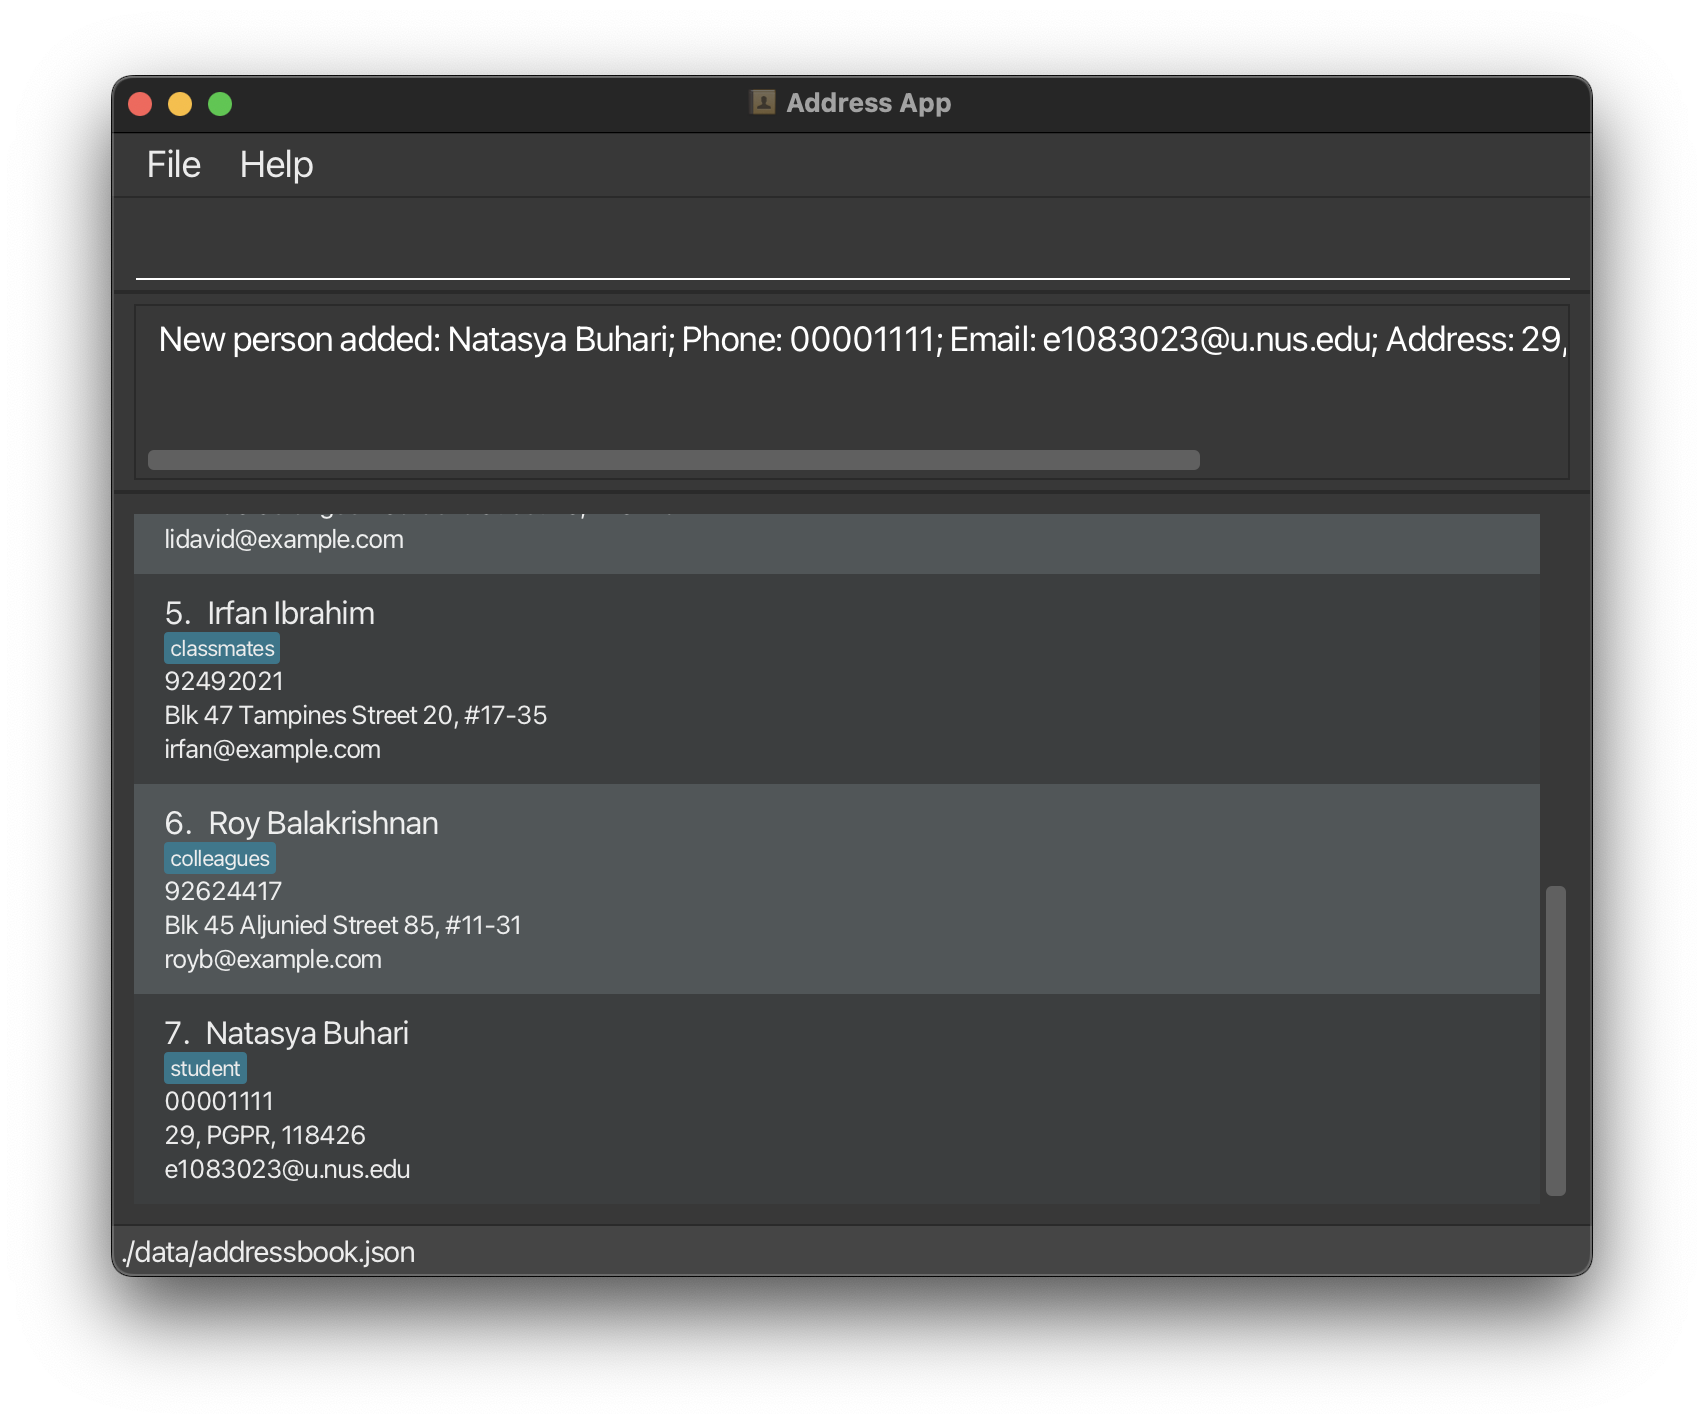 Address App
File Help
New person added: Natasya Buhari; Phone: 00001111; Email: e1083023@u.nus.edu; Address: 29,
lidavid@example.com
5. Irfan Ibrahim
classmates
92492021
Blk 47 Tampines Street 20, #17-35
irfan@example.com
6. Roy Balakrishnan
colleagues
92624417
Blk 45 Aljunied Street 85, #11-31
royb@example.com
7. Natasya Buhari
student
00001111
29, PGPR, 118426
e1083023@u.nus.edu
./data/addressbook.json